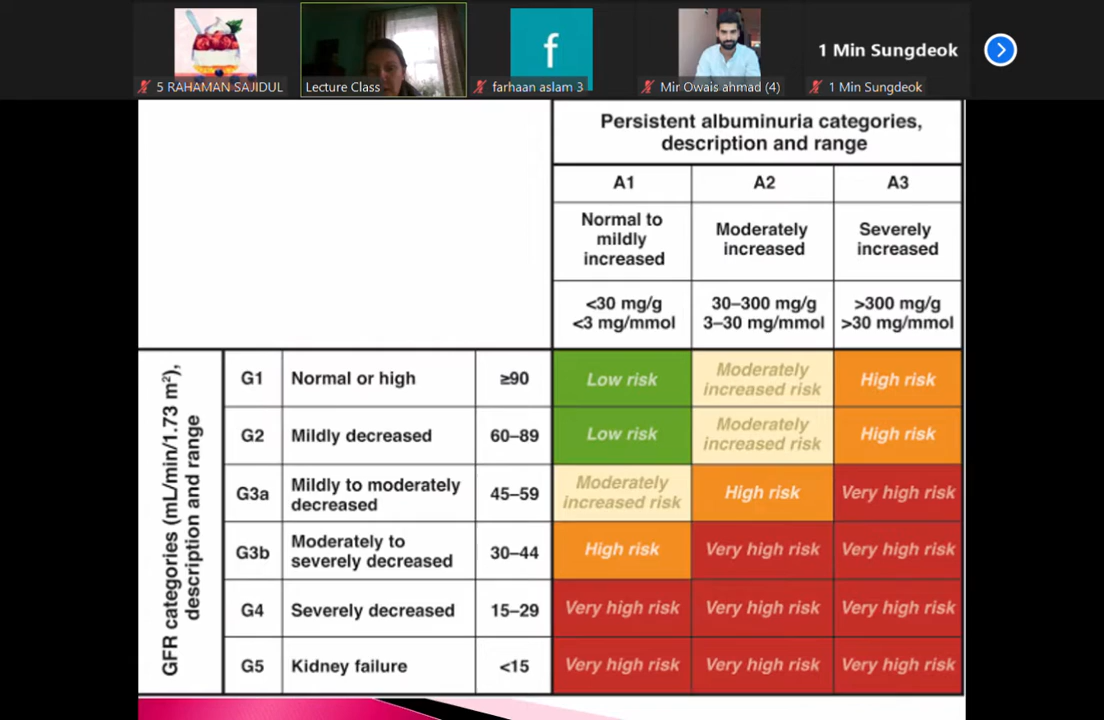 5 RAHAMAN SAJIDUL
Lecture Class
f
farhaan aslam 3
Mir Owais ahmad (4)
1 Min Sungdeok
1 Min Sungdeok
Persistent albuminuria categories,
description and range
A1
A2
A3
Normal to
mildly
increased
Moderately
increased
Severely
increased
<30 mg/g
<3 mg/mmol
30–300 mg/g
3–30 mg/mmol
>300 mg/g
>30 mg/mmol
GFR categories (mL/min/1.73 m²),
description and range
G1
Normal or high
≥90
Low risk
Moderately
increased risk
High risk
G2
Mildly decreased
60–89
Low risk
Moderately
increased risk
High risk
G3a
Mildly to moderately
decreased
45–59
Moderately
increased risk
High risk
Very high risk
G3b
Moderately to
severely decreased
30–44
High risk
Very high risk
Very high risk
G4
Severely decreased
15–29
Very high risk
Very high risk
Very high risk
G5
Kidney failure
<15
Very high risk
Very high risk
Very high risk